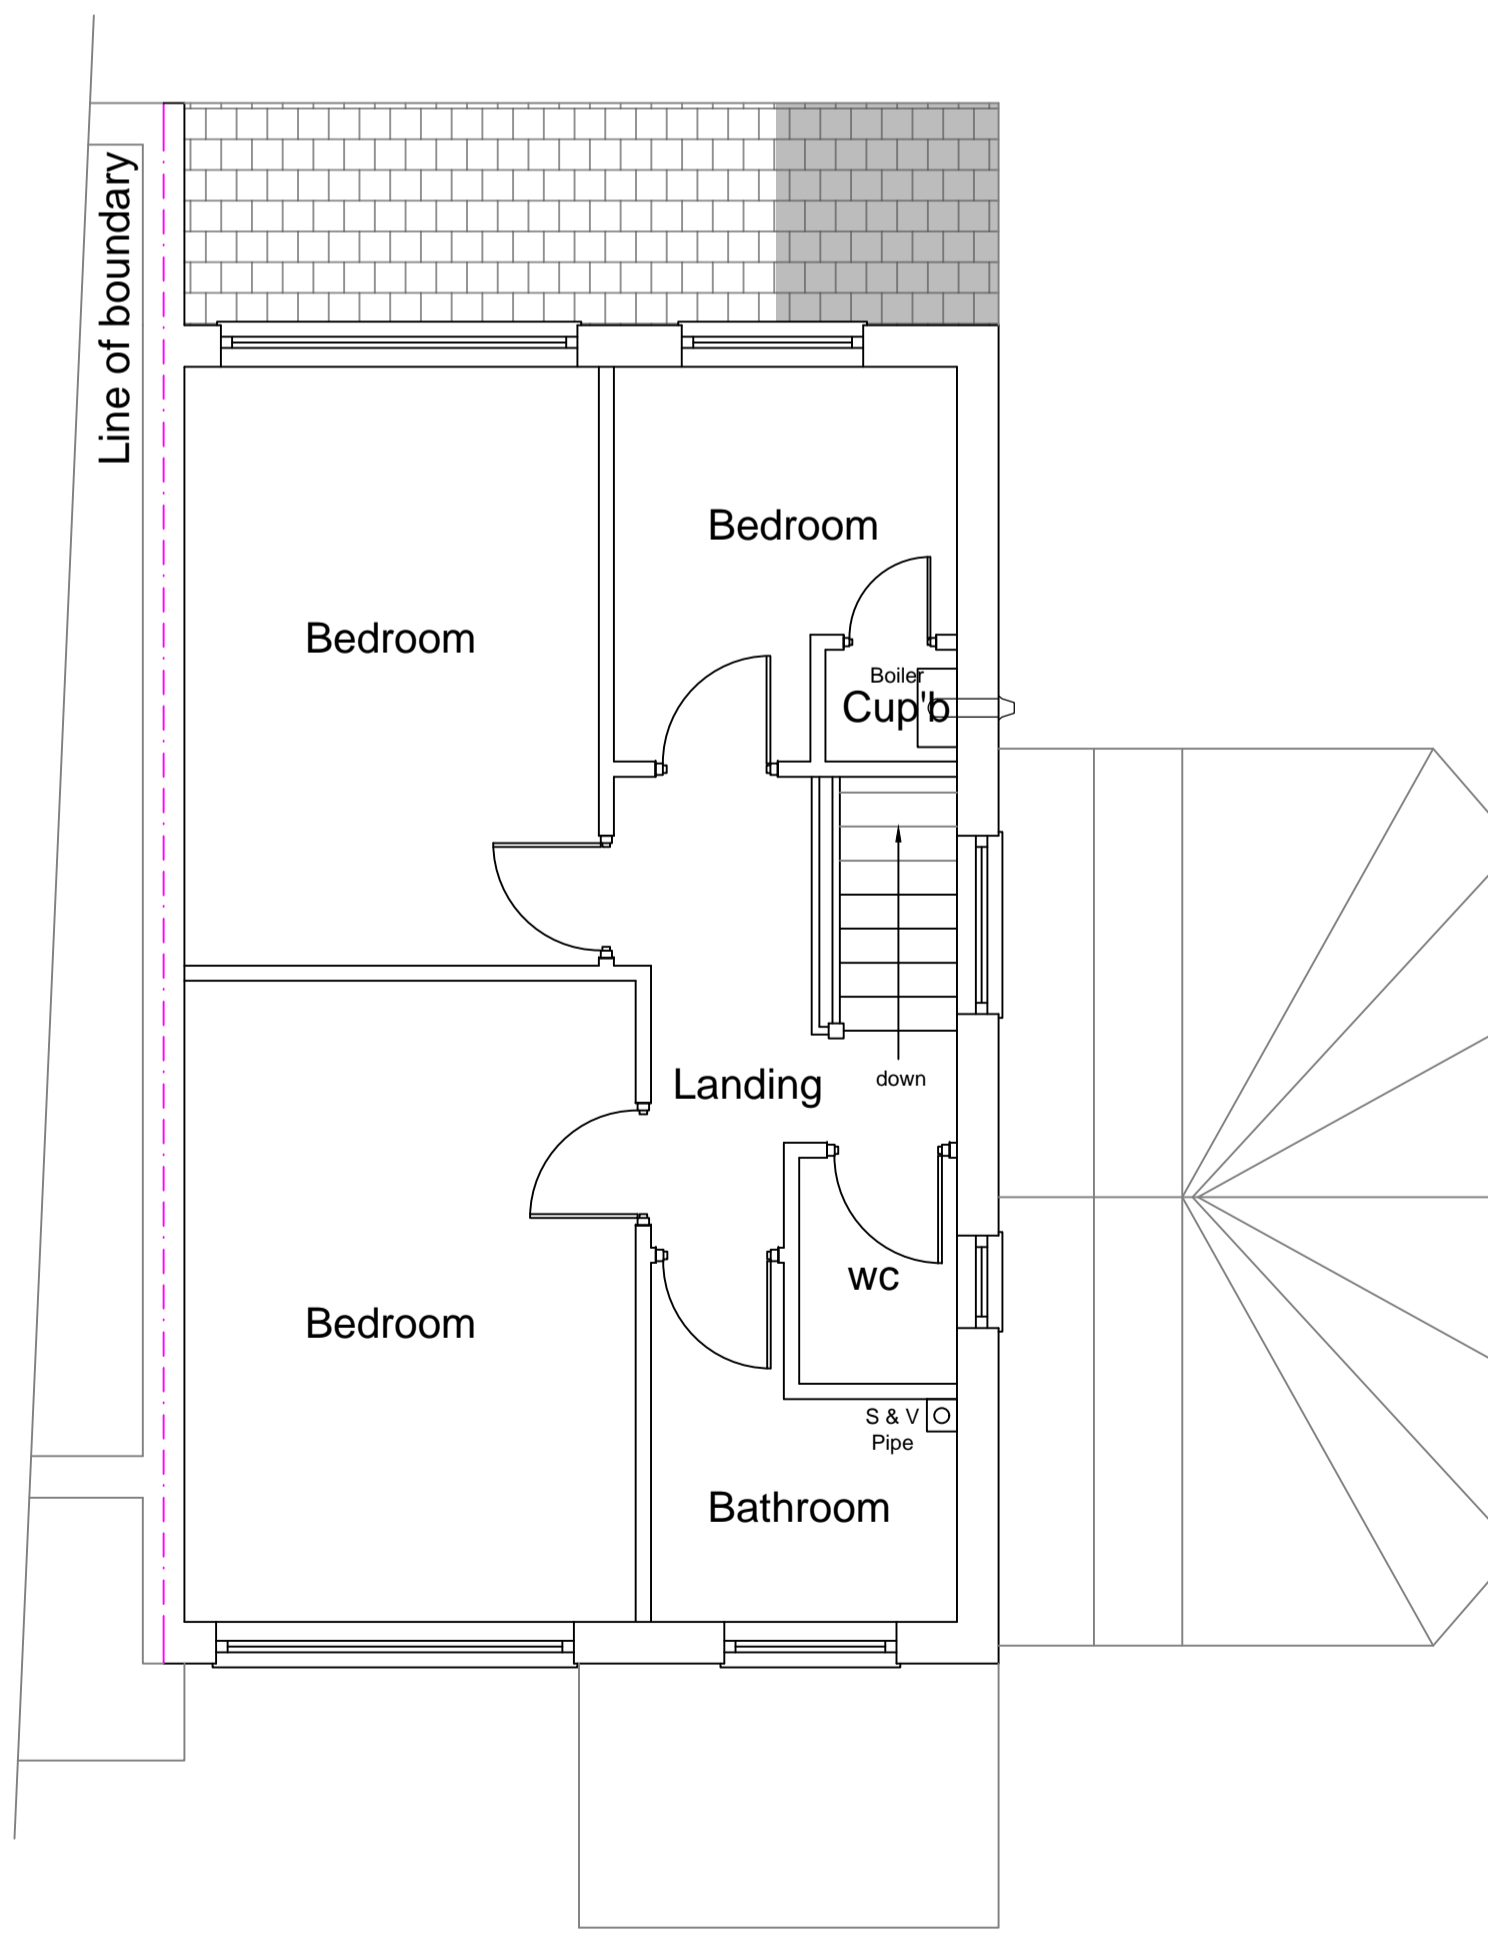 Line of boundary
Bedroom
Bedroom
Boiler
Cup'b
Landing
down
wc
Bedroom
S & V
Pipe
Bathroom